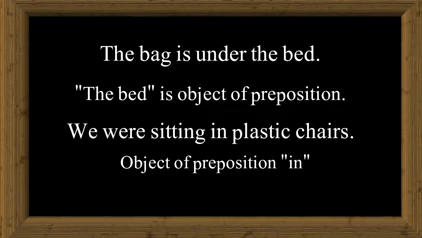 The bag is under the bed.
"The bed" is object of preposition.
We were sitting in plastic chairs.
Object of preposition "in"